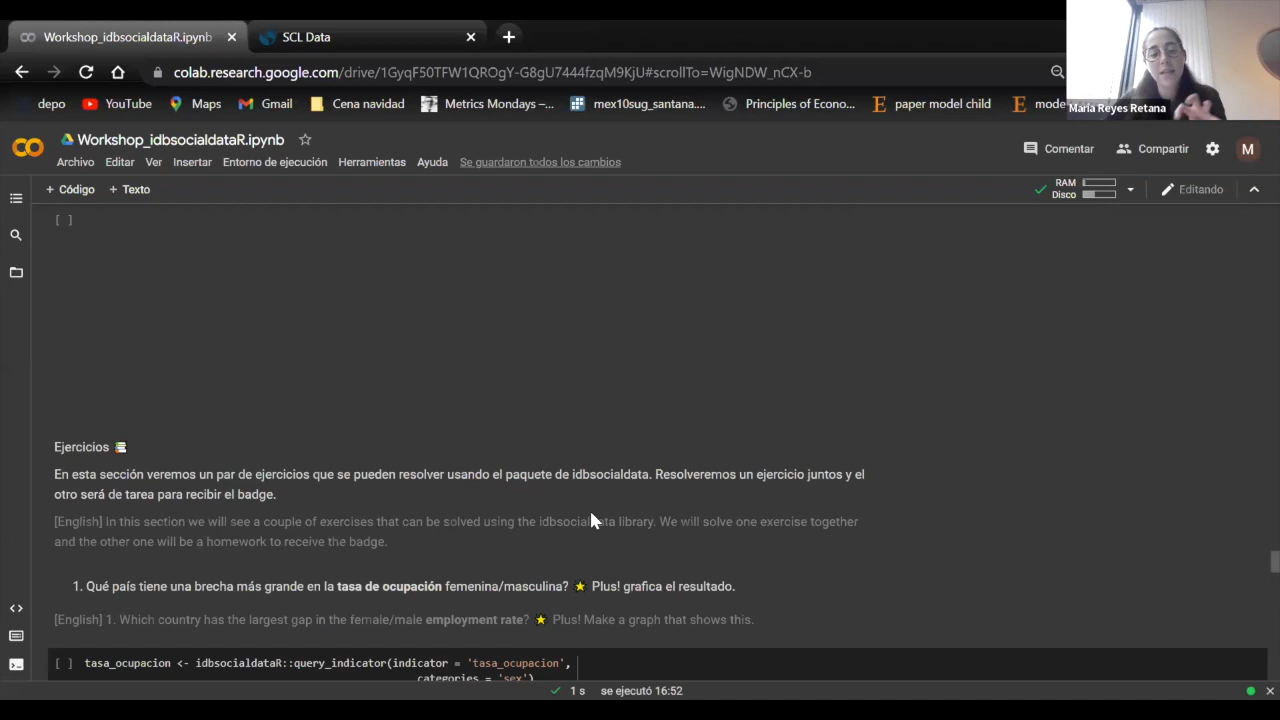 Workshop_idbsocialdataR.ipynb
SCL Data
colab.research.google.com/drive/1GyqF50TFW1QROgY-G8gU7444fzqM9KjU#scrollTo=WigNDW_nCX-b
depo
YouTube
Maps
Gmail
Cena navidad
Metrics Mondays –...
mex10sug_santana....
Principles of Econo...
paper model child
mode
María Reyes Retana
Workshop_idbsocialdataR.ipynb
Archivo Editar Ver Insertar Entorno de ejecución Herramientas Ayuda Se guardaron todos los cambios
Comentar Compartir M
+ Código + Texto
RAM
Disco
Editando
[ ]
Ejercicios
En esta sección veremos un par de ejercicios que se pueden resolver usando el paquete de idbsocialdata. Resolveremos un ejercicio juntos y el
otro será de tarea para recibir el badge.
[English] In this section we will see a couple of exercises that can be solved using the idbsocial ta library. We will solve one exercise together
and the other one will be a homework to receive the badge.
1. Qué país tiene una brecha más grande en la tasa de ocupación femenina/masculina? ⭐ Plus! grafica el resultado.
[English] 1. Which country has the largest gap in the female/male employment rate? ⭐ Plus! Make a graph that shows this.
[ ] tasa_ocupacion <- idbsocialdataR::query_indicator(indicator = 'tasa_ocupacion',
categories = 'sex')
1 s se ejecutó 16:52